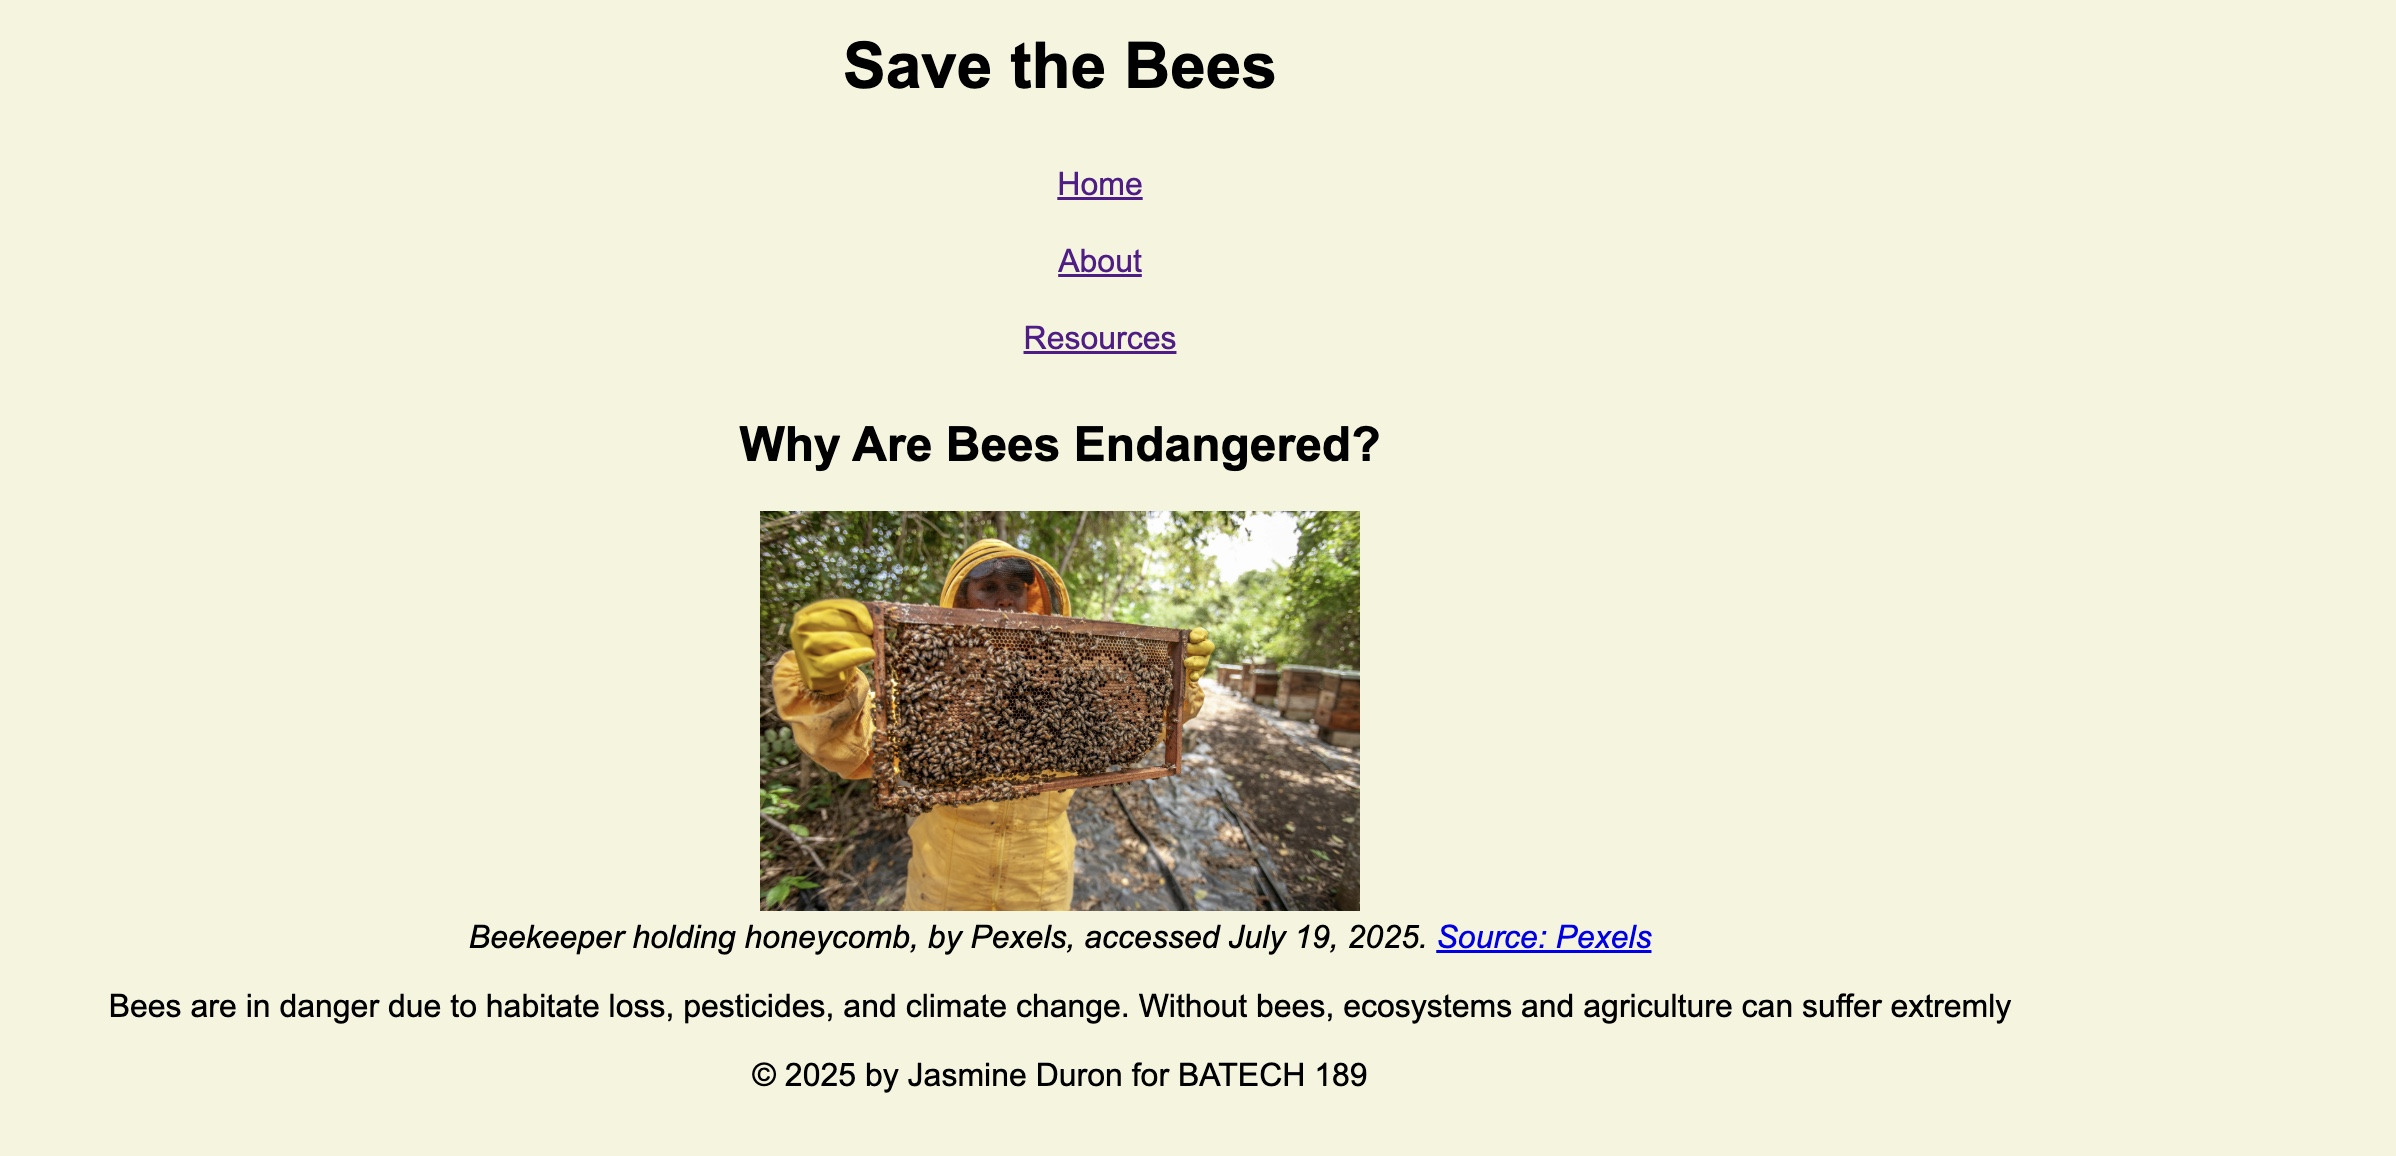 Save the Bees
Home
About
Resources
Why Are Bees Endangered?
Beekeeper holding honeycomb, by Pexels, accessed July 19, 2025. Source: Pexels
Bees are in danger due to habitate loss, pesticides, and climate change. Without bees, ecosystems and agriculture can suffer extremly
© 2025 by Jasmine Duron for BATECH 189